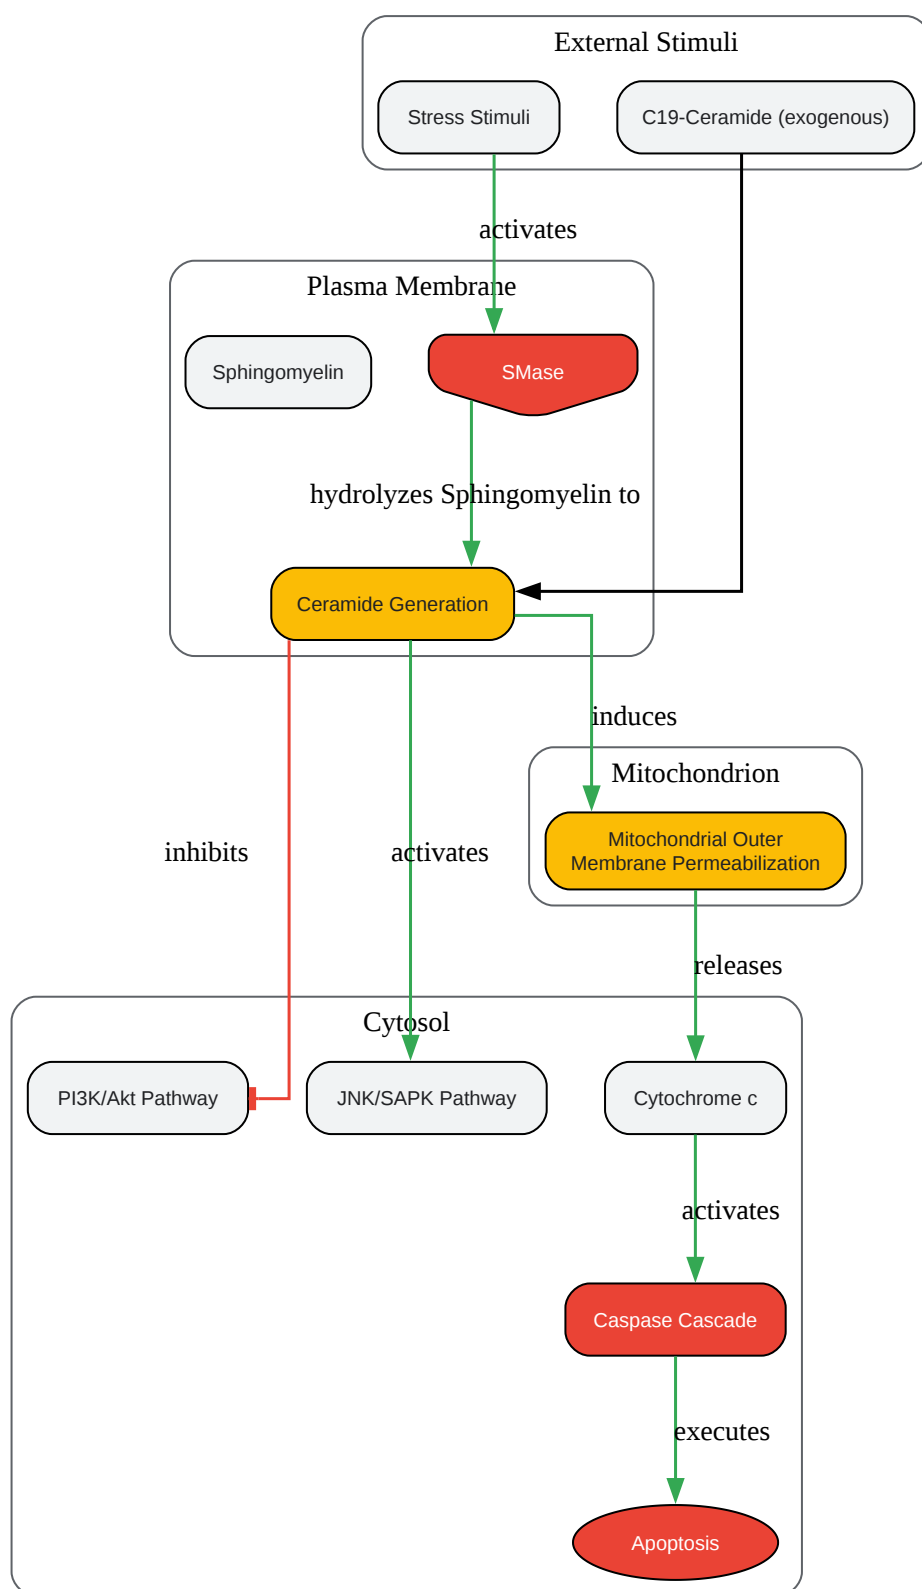 External Stimuli
Stress Stimuli
C19-Ceramide (exogenous)
activates
Plasma Membrane
Sphingomyelin
SMase
hydrolyzes Sphingomyelin to
Ceramide Generation
induces
Mitochondrion
Mitochondrial Outer
Membrane Permeabilization
inhibits
activates
releases
Cytosol
PI3K/Akt Pathway
JNK/SAPK Pathway
Cytochrome c
activates
Caspase Cascade
executes
Apoptosis